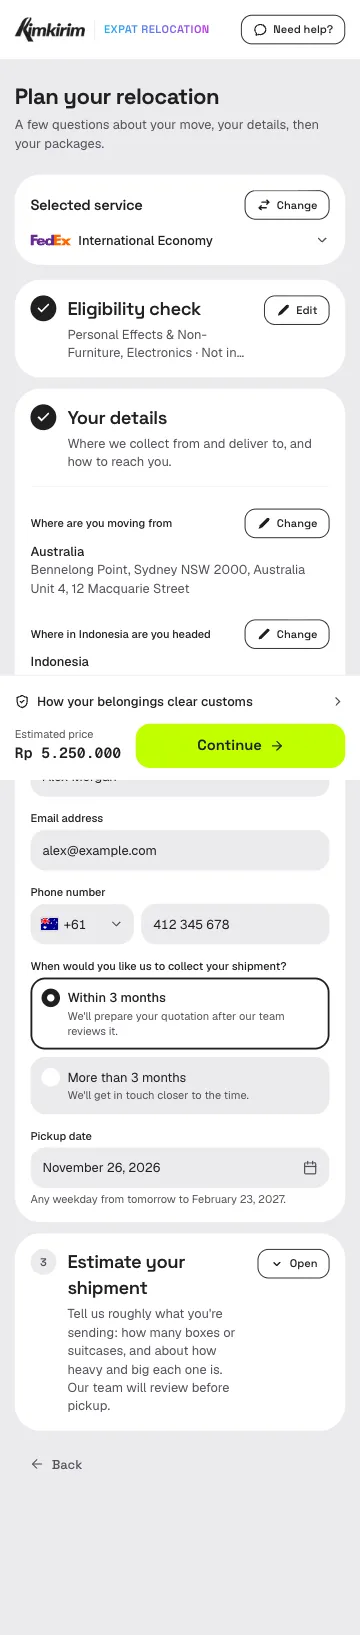 Kimkirim
EXPAT RELOCATION
Need help?
Plan your relocation
A few questions about your move, your details, then
your packages.
Selected service
Change
FedEx International Economy
Eligibility check
Edit
Personal Effects & Non-
Furniture, Electronics · Not in...
Your details
Where we collect from and deliver to, and
how to reach you.
Where are you moving from
Change
Australia
Bennelong Point, Sydney NSW 2000, Australia
Unit 4, 12 Macquarie Street
Where in Indonesia are you headed
Change
Indonesia
How your belongings clear customs
Estimated price
Rp 5.250.000
Continue
Email address
alex@example.com
Phone number
+61
412 345 678
When would you like us to collect your shipment?
Within 3 months
We'll prepare your quotation after our team
reviews it.
More than 3 months
We'll get in touch closer to the time.
Pickup date
November 26, 2026
Any weekday from tomorrow to February 23, 2027.
3
Estimate your
shipment
Open
Tell us roughly what you're
sending: how many boxes or
suitcases, and about how
heavy and big each one is.
Our team will review before
pickup.
Back